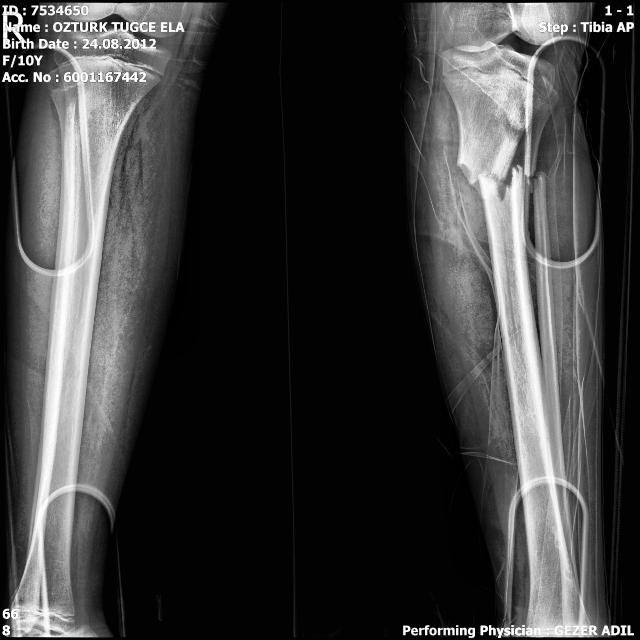 ID : 7534650
Name : OZTURK TUGCE ELA
Birth Date : 24.08.2012
F/10Y
Acc. No : 6001167442
R
1 - 1
Step : Tibia AP
66
8
Performing Physician : GEZER ADIL